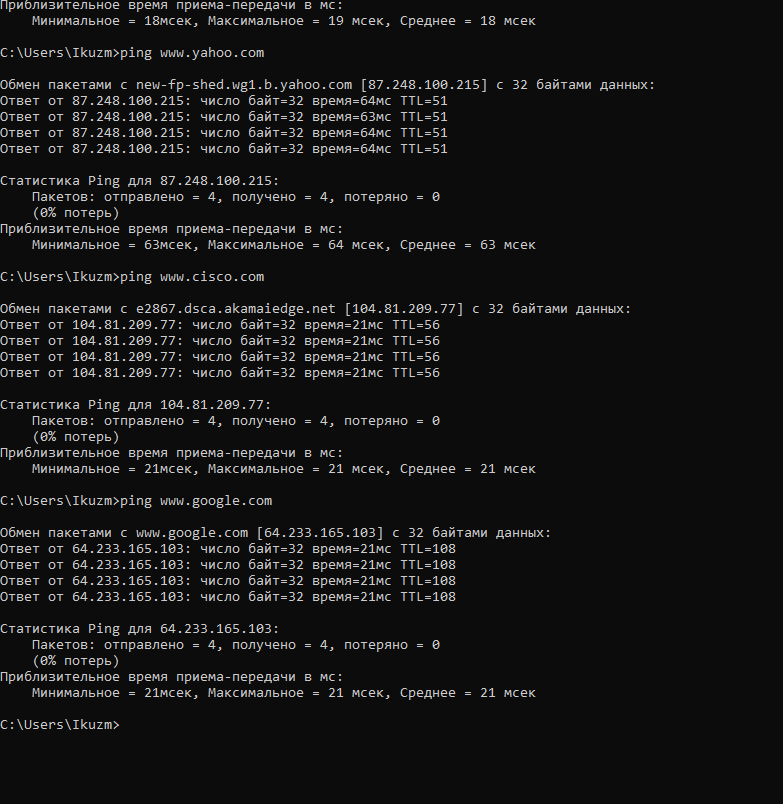 Приблизительное время приема-передачи в мс:
    Минимальное = 18мсек, Максимальное = 19 мсек, Среднее = 18 мсек

C:\Users\Ikuzm>ping www.yahoo.com

Обмен пакетами с new-fp-shed.wg1.b.yahoo.com [87.248.100.215] с 32 байтами данных:
Ответ от 87.248.100.215: число байт=32 время=64мс TTL=51
Ответ от 87.248.100.215: число байт=32 время=63мс TTL=51
Ответ от 87.248.100.215: число байт=32 время=64мс TTL=51
Ответ от 87.248.100.215: число байт=32 время=64мс TTL=51

Статистика Ping для 87.248.100.215:
    Пакетов: отправлено = 4, получено = 4, потеряно = 0
    (0% потерь)
Приблизительное время приема-передачи в мс:
    Минимальное = 63мсек, Максимальное = 64 мсек, Среднее = 63 мсек

C:\Users\Ikuzm>ping www.cisco.com

Обмен пакетами с e2867.dsca.akamaiedge.net [104.81.209.77] с 32 байтами данных:
Ответ от 104.81.209.77: число байт=32 время=21мс TTL=56
Ответ от 104.81.209.77: число байт=32 время=21мс TTL=56
Ответ от 104.81.209.77: число байт=32 время=21мс TTL=56
Ответ от 104.81.209.77: число байт=32 время=21мс TTL=56

Статистика Ping для 104.81.209.77:
    Пакетов: отправлено = 4, получено = 4, потеряно = 0
    (0% потерь)
Приблизительное время приема-передачи в мс:
    Минимальное = 21мсек, Максимальное = 21 мсек, Среднее = 21 мсек

C:\Users\Ikuzm>ping www.google.com

Обмен пакетами с www.google.com [64.233.165.103] с 32 байтами данных:
Ответ от 64.233.165.103: число байт=32 время=21мс TTL=108
Ответ от 64.233.165.103: число байт=32 время=21мс TTL=108
Ответ от 64.233.165.103: число байт=32 время=21мс TTL=108
Ответ от 64.233.165.103: число байт=32 время=21мс TTL=108

Статистика Ping для 64.233.165.103:
    Пакетов: отправлено = 4, получено = 4, потеряно = 0
    (0% потерь)
Приблизительное время приема-передачи в мс:
    Минимальное = 21мсек, Максимальное = 21 мсек, Среднее = 21 мсек

C:\Users\Ikuzm>